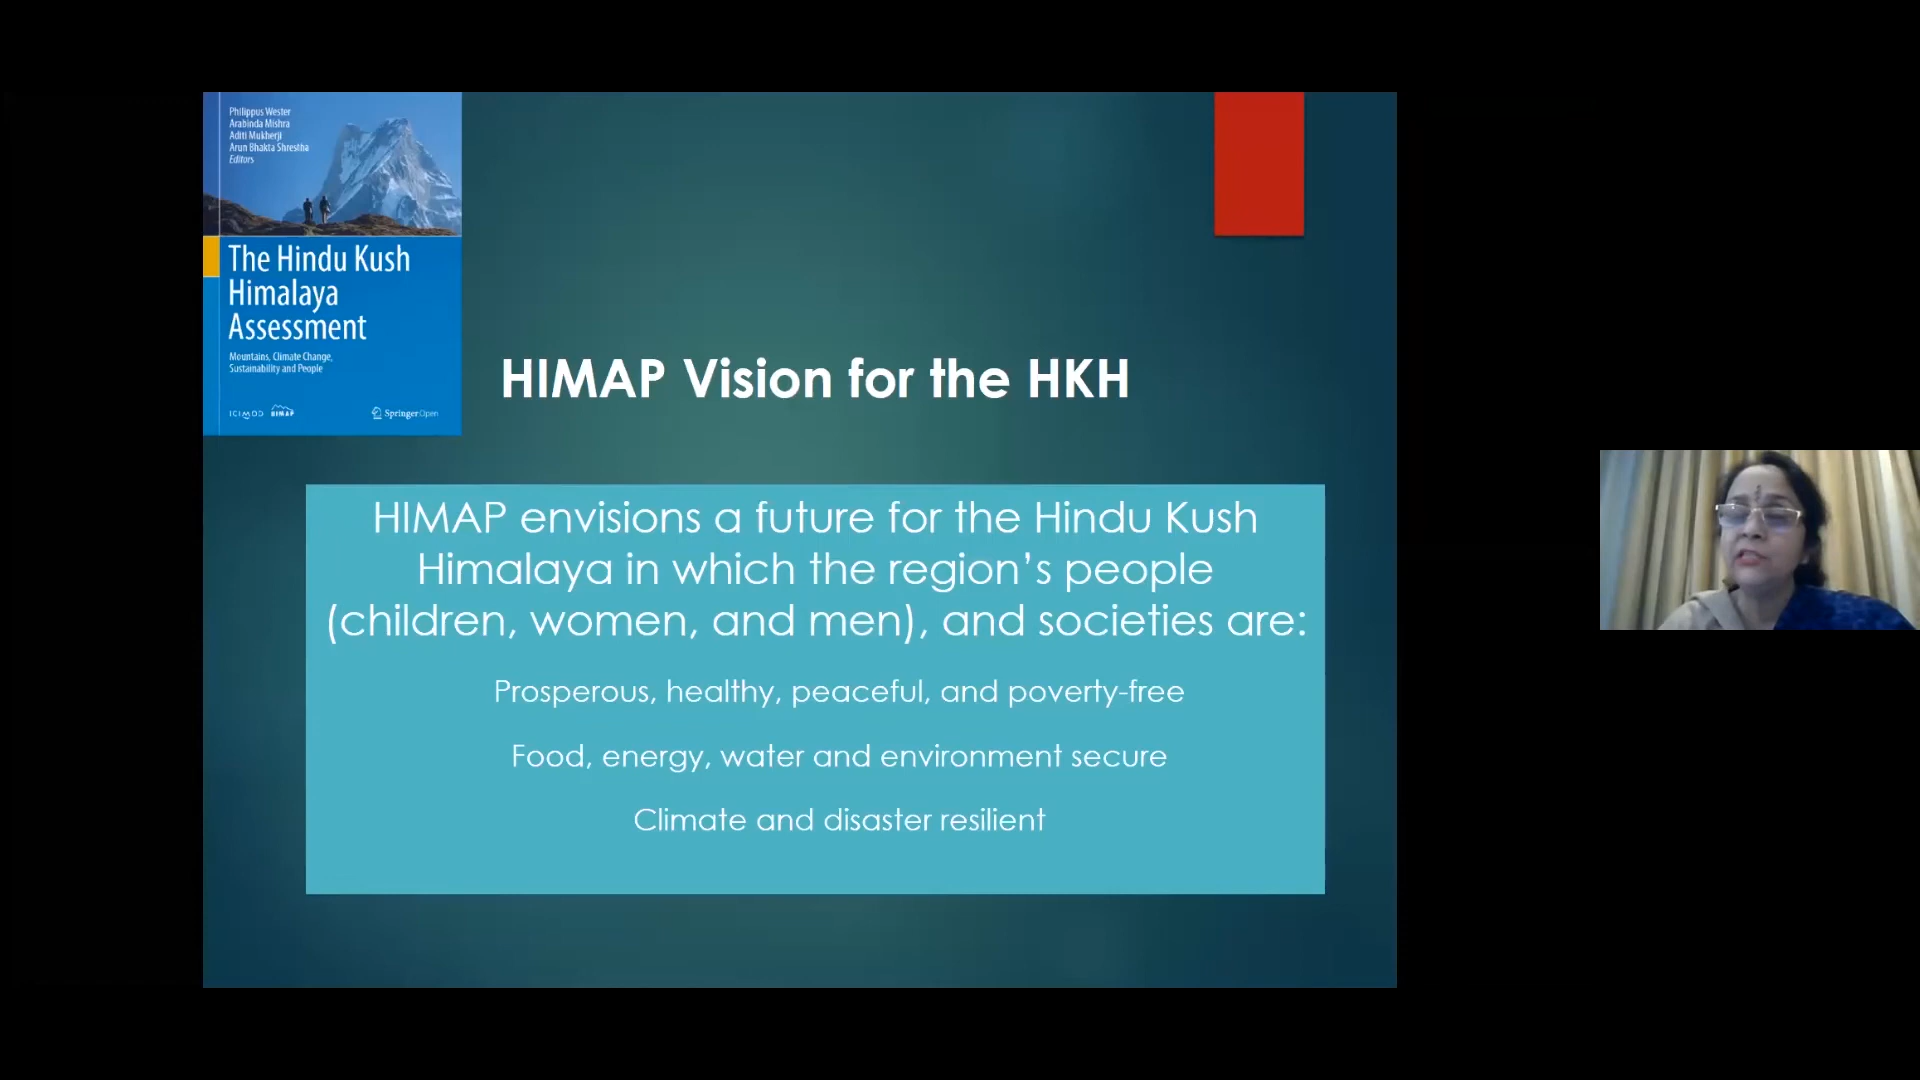 Philippus Wester
Arabinda Mishra
Aditi Mukherji
Arun Bhakta Shrestha
Editors
The Hindu Kush
Himalaya
Assessment
Mountains, Climate Change,
Sustainability and People
ICIMOD HIMAP
Springer Open
HIMAP Vision for the HKH
HIMAP envisions a future for the Hindu Kush
Himalaya in which the region’s people
(children, women, and men), and societies are:
Prosperous, healthy, peaceful, and poverty-free
Food, energy, water and environment secure
Climate and disaster resilient